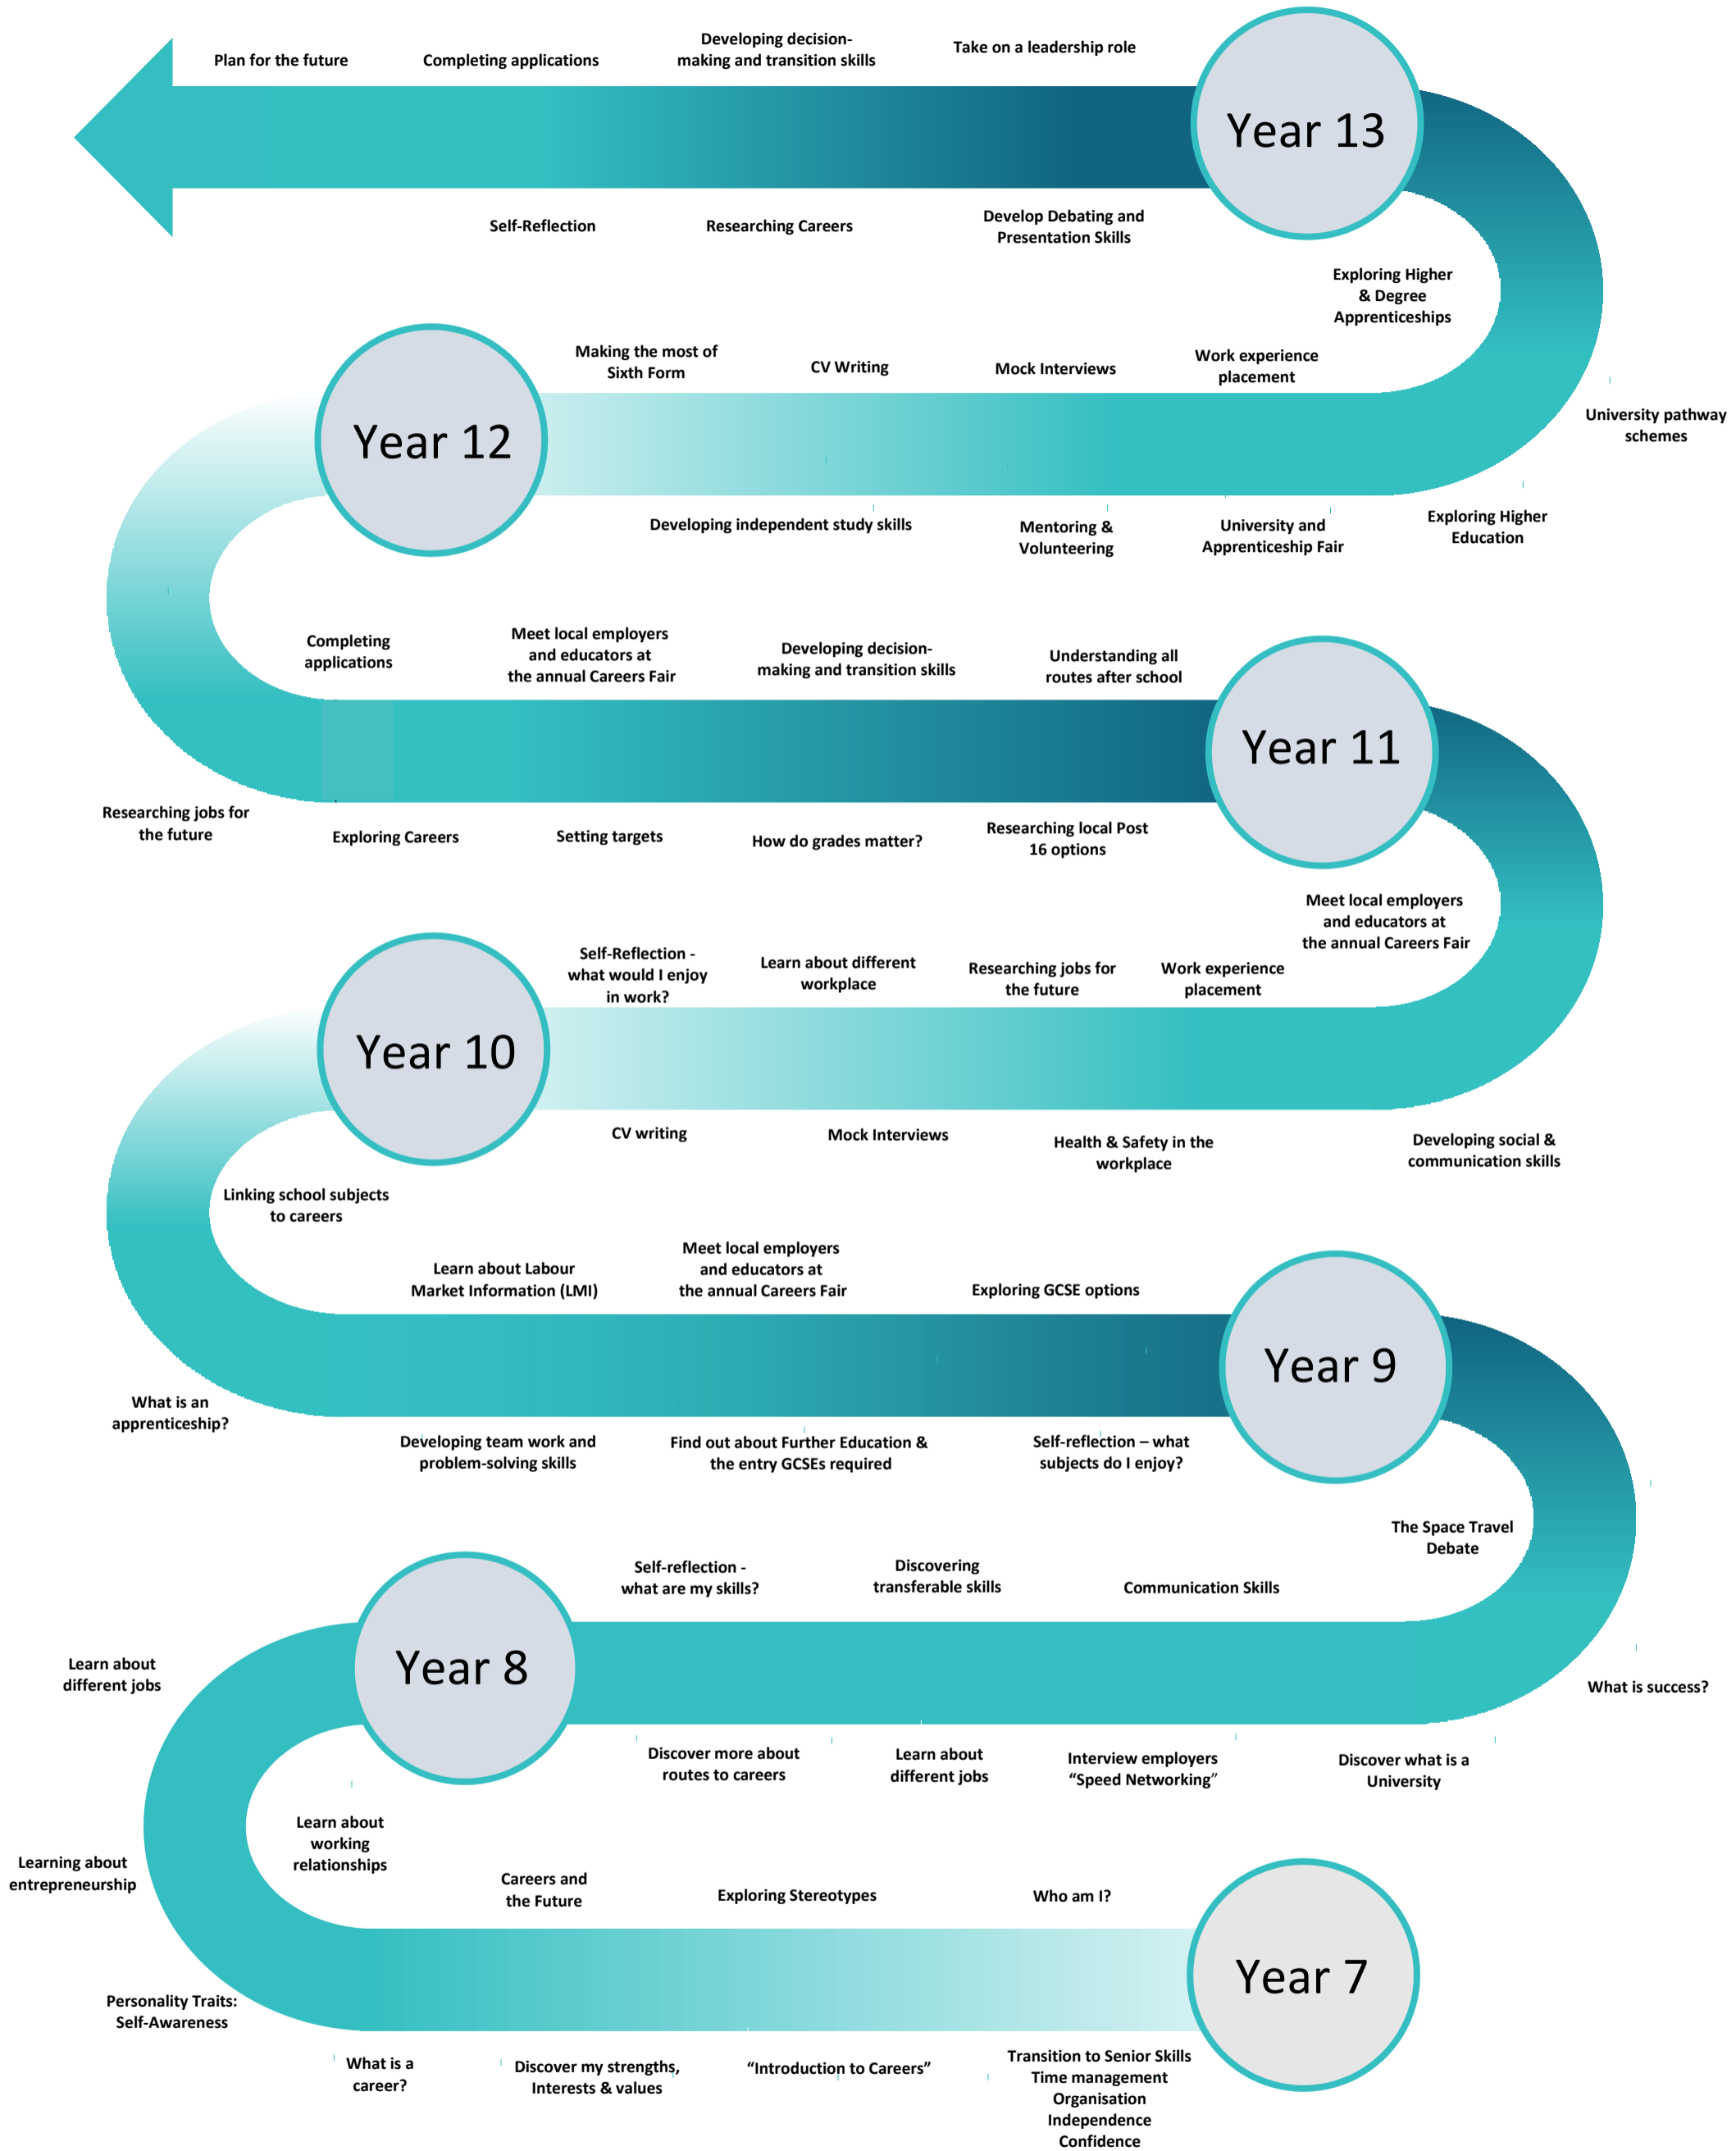 Plan for the future
Completing applications
Developing decision-
making and transition skills
Take on a leadership role
Year 13
Self-Reflection
Researching Careers
Develop Debating and
Presentation Skills
Exploring Higher
& Degree
Apprenticeships
Year 12
Making the most of
Sixth Form
CV Writing
Mock Interviews
Work experience
placement
University pathway
schemes
Developing independent study skills
Mentoring &
Volunteering
University and
Apprenticeship Fair
Exploring Higher
Education
Completing
applications
Meet local employers
and educators at
the annual Careers Fair
Developing decision-
making and transition skills
Understanding all
routes after school
Year 11
Researching jobs for
the future
Exploring Careers
Setting targets
How do grades matter?
Researching local Post
16 options
Meet local employers
and educators at
the annual Careers Fair
Year 10
Self-Reflection -
what would I enjoy
in work?
Learn about different
workplace
Researching jobs for
the future
Work experience
placement
CV writing
Mock Interviews
Health & Safety in the
workplace
Developing social &
communication skills
Linking school subjects
to careers
Learn about Labour
Market Information (LMI)
Meet local employers
and educators at
the annual Careers Fair
Exploring GCSE options
Year 9
What is an
apprenticeship?
Developing team work and
problem-solving skills
Find out about Further Education &
the entry GCSEs required
Self-reflection – what
subjects do I enjoy?
The Space Travel
Debate
Year 8
Self-reflection -
what are my skills?
Discovering
transferable skills
Communication Skills
Learn about
different jobs
What is success?
Discover more about
routes to careers
Learn about
different jobs
Interview employers
“Speed Networking”
Discover what is a
University
Learn about
working
relationships
Learning about
entrepreneurship
Careers and
the Future
Exploring Stereotypes
Who am I?
Year 7
Personality Traits:
Self-Awareness
What is a
career?
Discover my strengths,
Interests & values
“Introduction to Careers”
Transition to Senior Skills
Time management
Organisation
Independence
Confidence